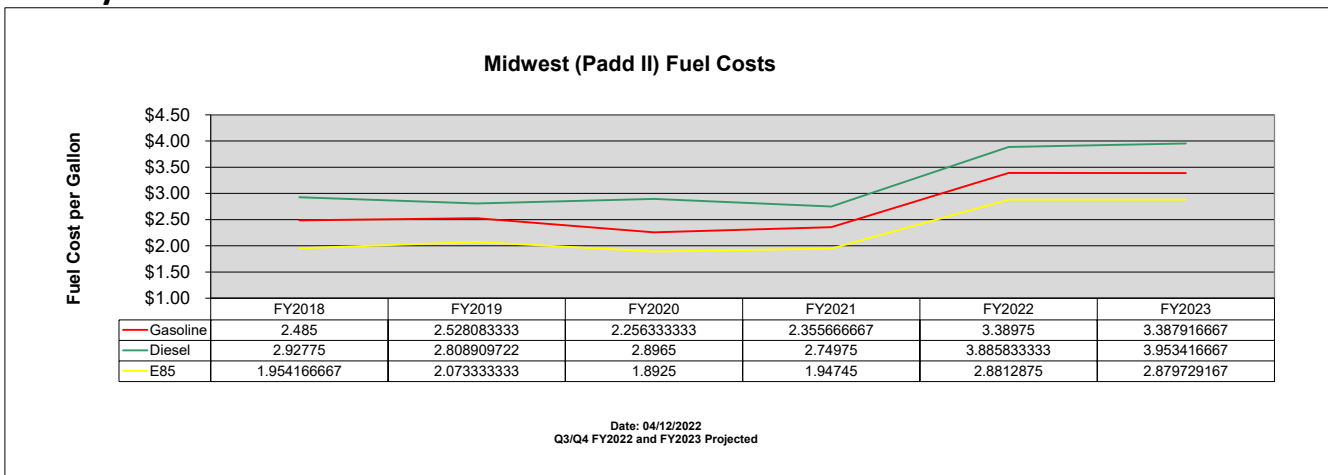 Midwest (Padd II) Fuel Costs
Fuel Cost per Gallon
$4.50
$4.00
$3.50
$3.00
$2.50
$2.00
$1.50
$1.00
FY2018 FY2019 FY2020 FY2021 FY2022 FY2023
Gasoline 2.485 2.528083333 2.256333333 2.355666667 3.38975 3.387916667
Diesel 2.92775 2.808909722 2.8965 2.74975 3.885833333 3.953416667
E85 1.954166667 2.073333333 1.8925 1.94745 2.8812875 2.879729167
Date: 04/12/2022
Q3/Q4 FY2022 and FY2023 Projected